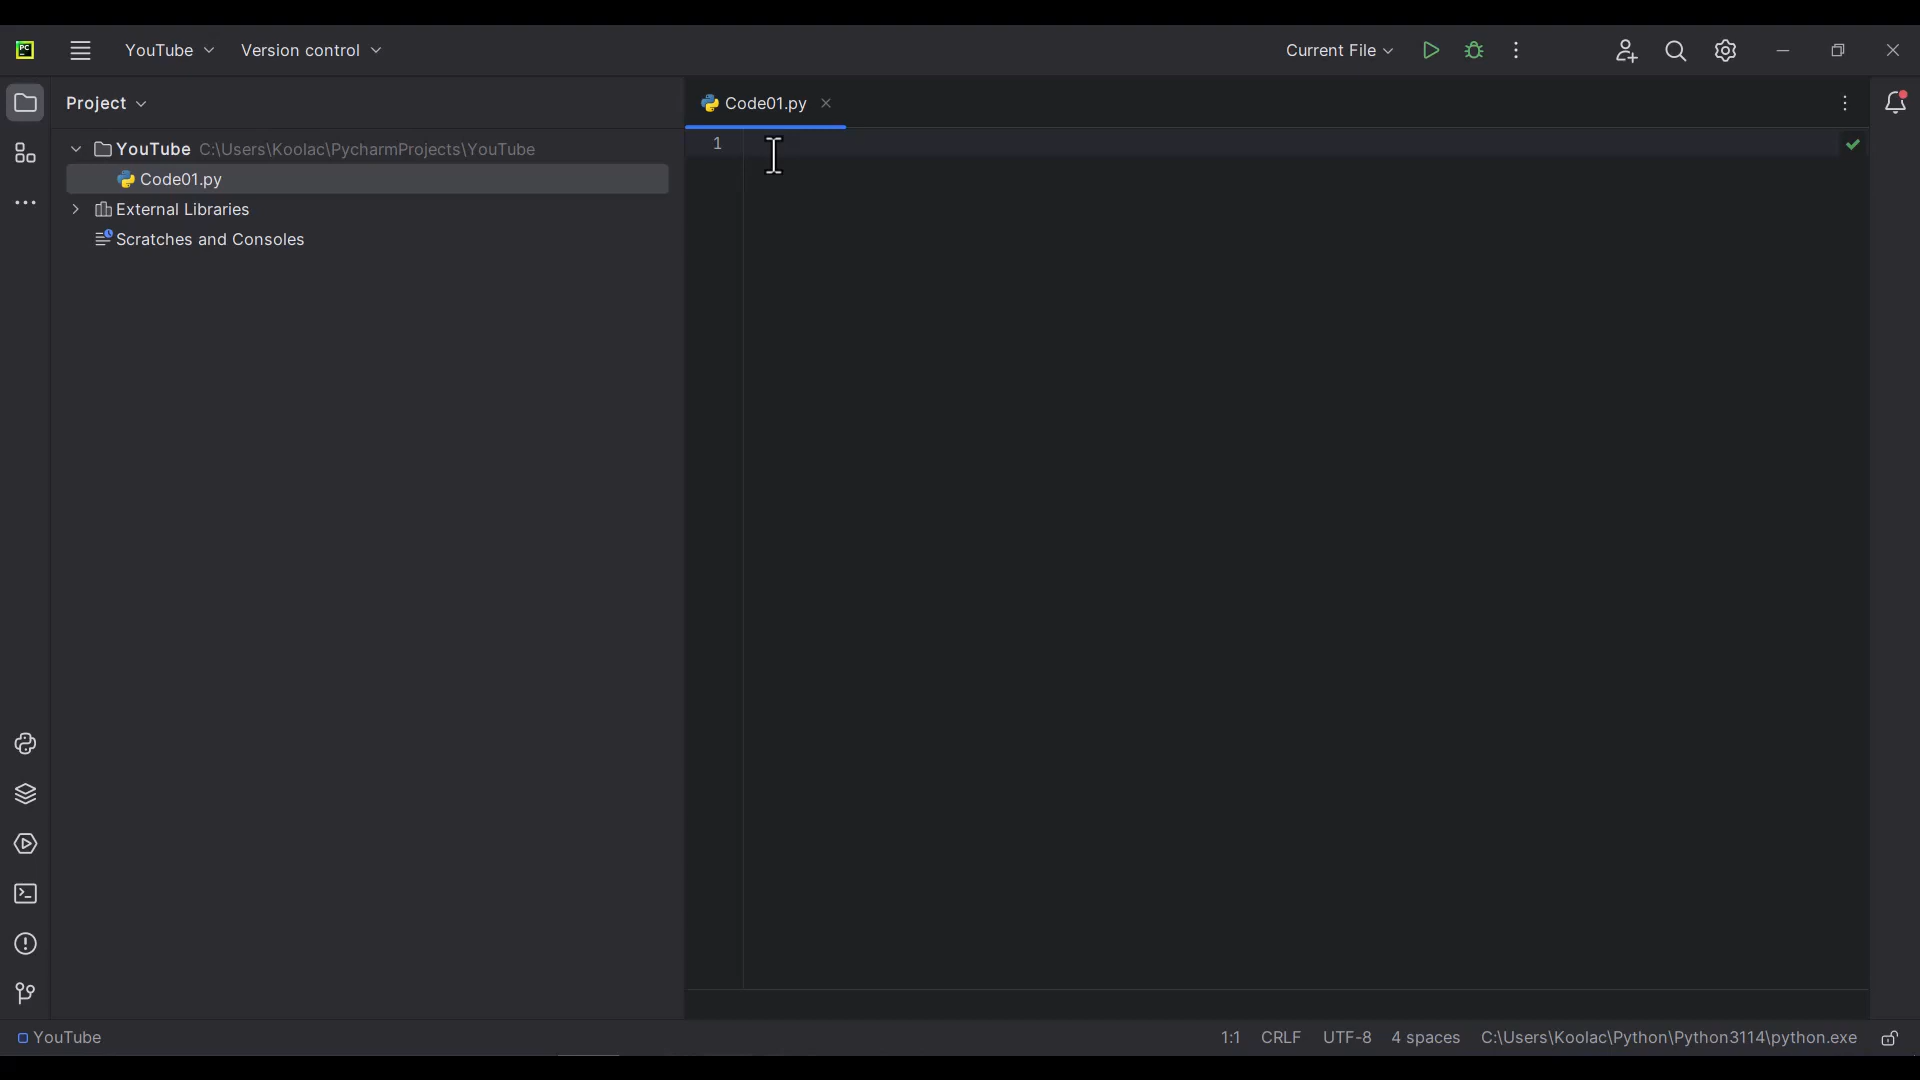 PC YouTube Version control Current File
Project Code01.py
YouTube C:\Users\Koolac\PycharmProjects\YouTube 1
Code01.py
External Libraries
Scratches and Consoles
YouTube 1:1 CRLF UTF-8 4 spaces C:\Users\Koolac\Python\Python3114\python.exe